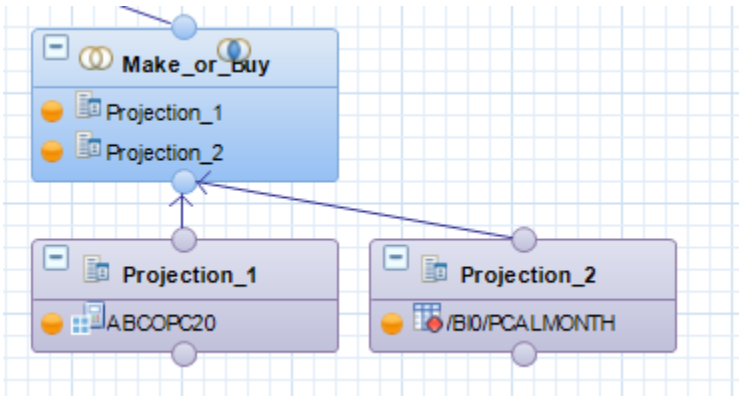 Make_or_Buy
Projection_1
Projection_2
Projection_1
ABCOPC20
Projection_2
/BI0/PCALMONTH